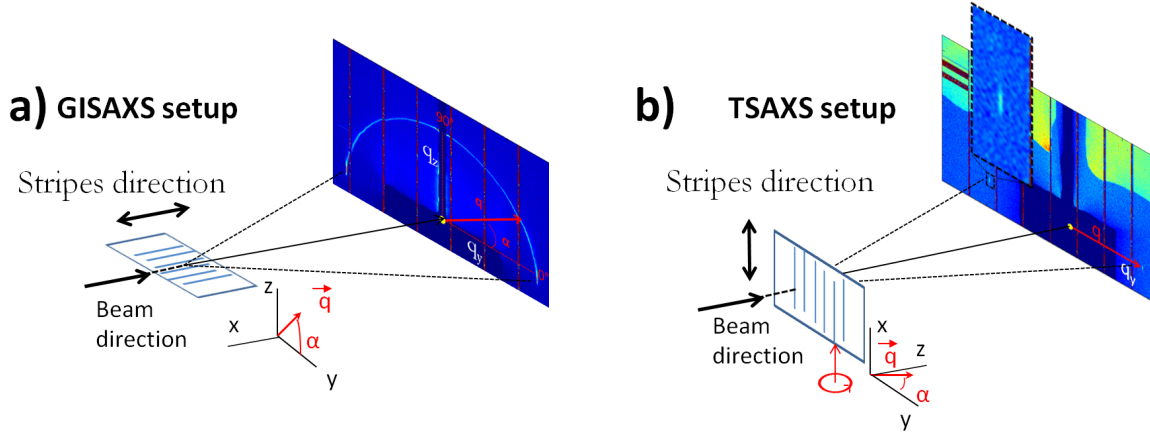 a) GISAXS setup
Stripes direction
Beam
direction
90°
qz
q
α
qy
0°
z
q
x
α
y
b) TSAXS setup
Stripes direction
Beam
direction
q
qy
x
q
z
α
y